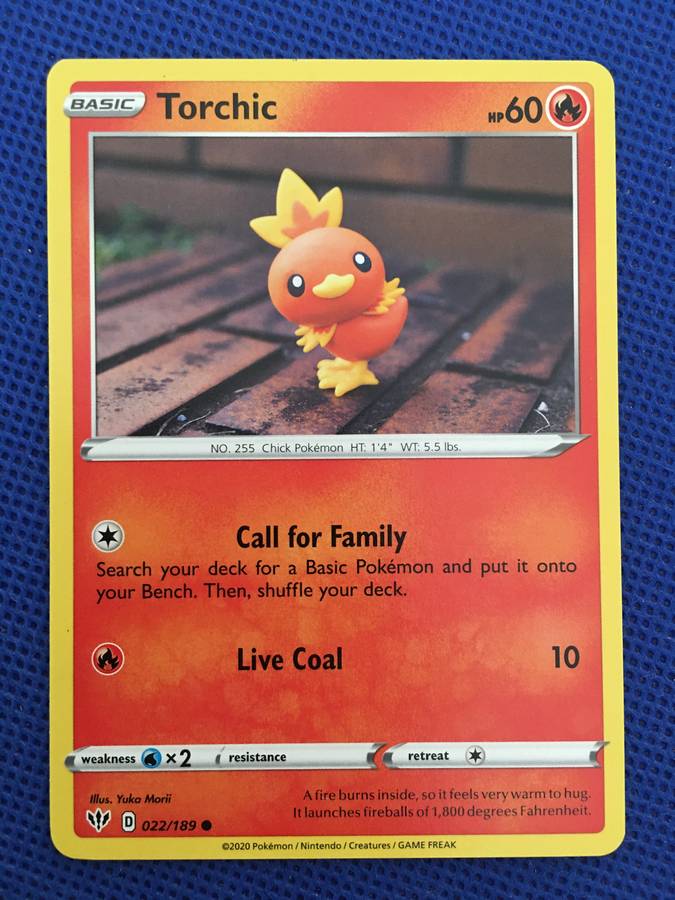 BASIC Torchic HP60
NO. 255 Chick Pokémon HT: 1'4" WT: 5.5 lbs.
Call for Family
Search your deck for a Basic Pokémon and put it onto
your Bench. Then, shuffle your deck.
Live Coal 10
weakness ×2 resistance retreat
Illus. Yuka Morii
A fire burns inside, so it feels very warm to hug.
It launches fireballs of 1,800 degrees Fahrenheit.
D 022/189
©2020 Pokémon / Nintendo / Creatures / GAME FREAK